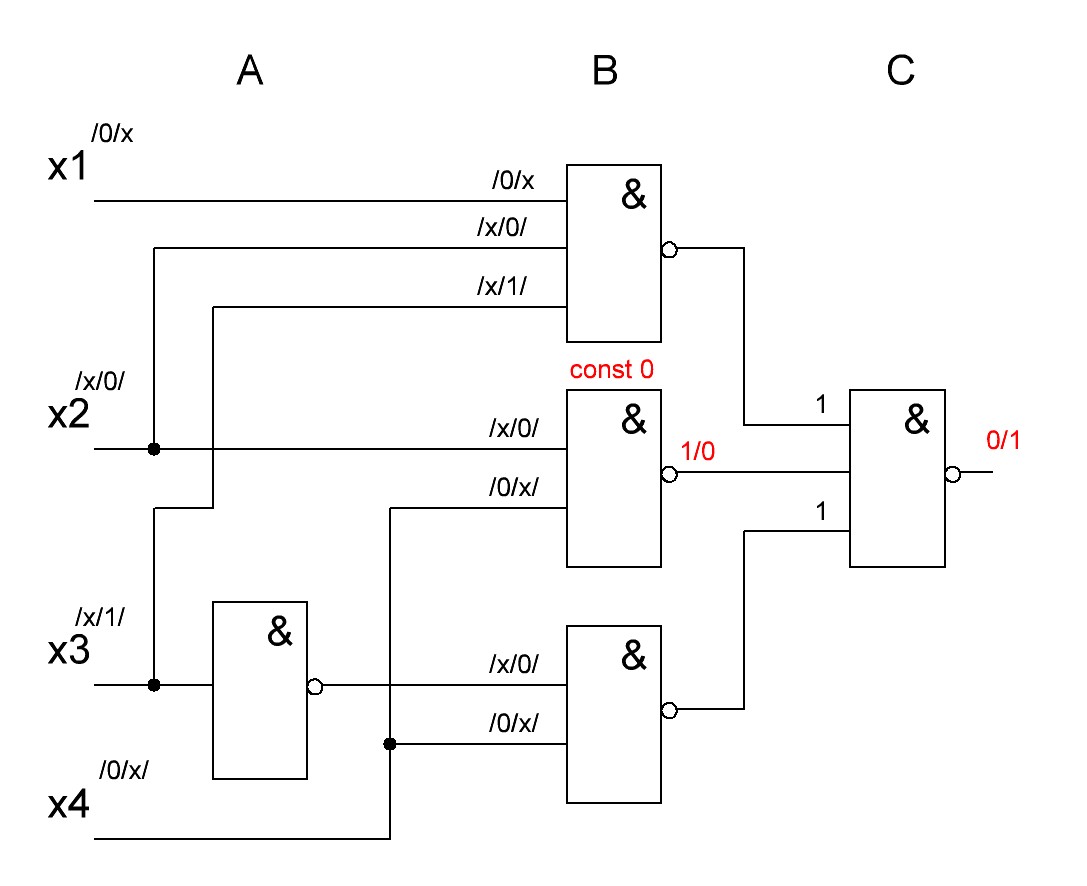 A B C
/0/x
x1
/0/x
&
/x/0/
/x/1/
const 0
/x/0/
x2
/x/0/
&
1
&
0/1
1/0
/0/x/
1
/x/1/
x3
&
&
/x/0/
/0/x/
/0/x/
x4